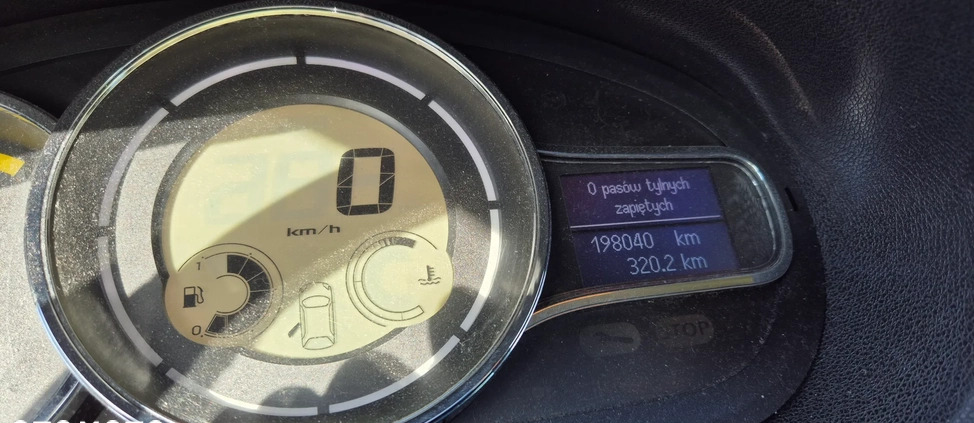 0
km/h
1
0
0 pasów tylnych
zapiętych
198040 km
320.2 km
STOP